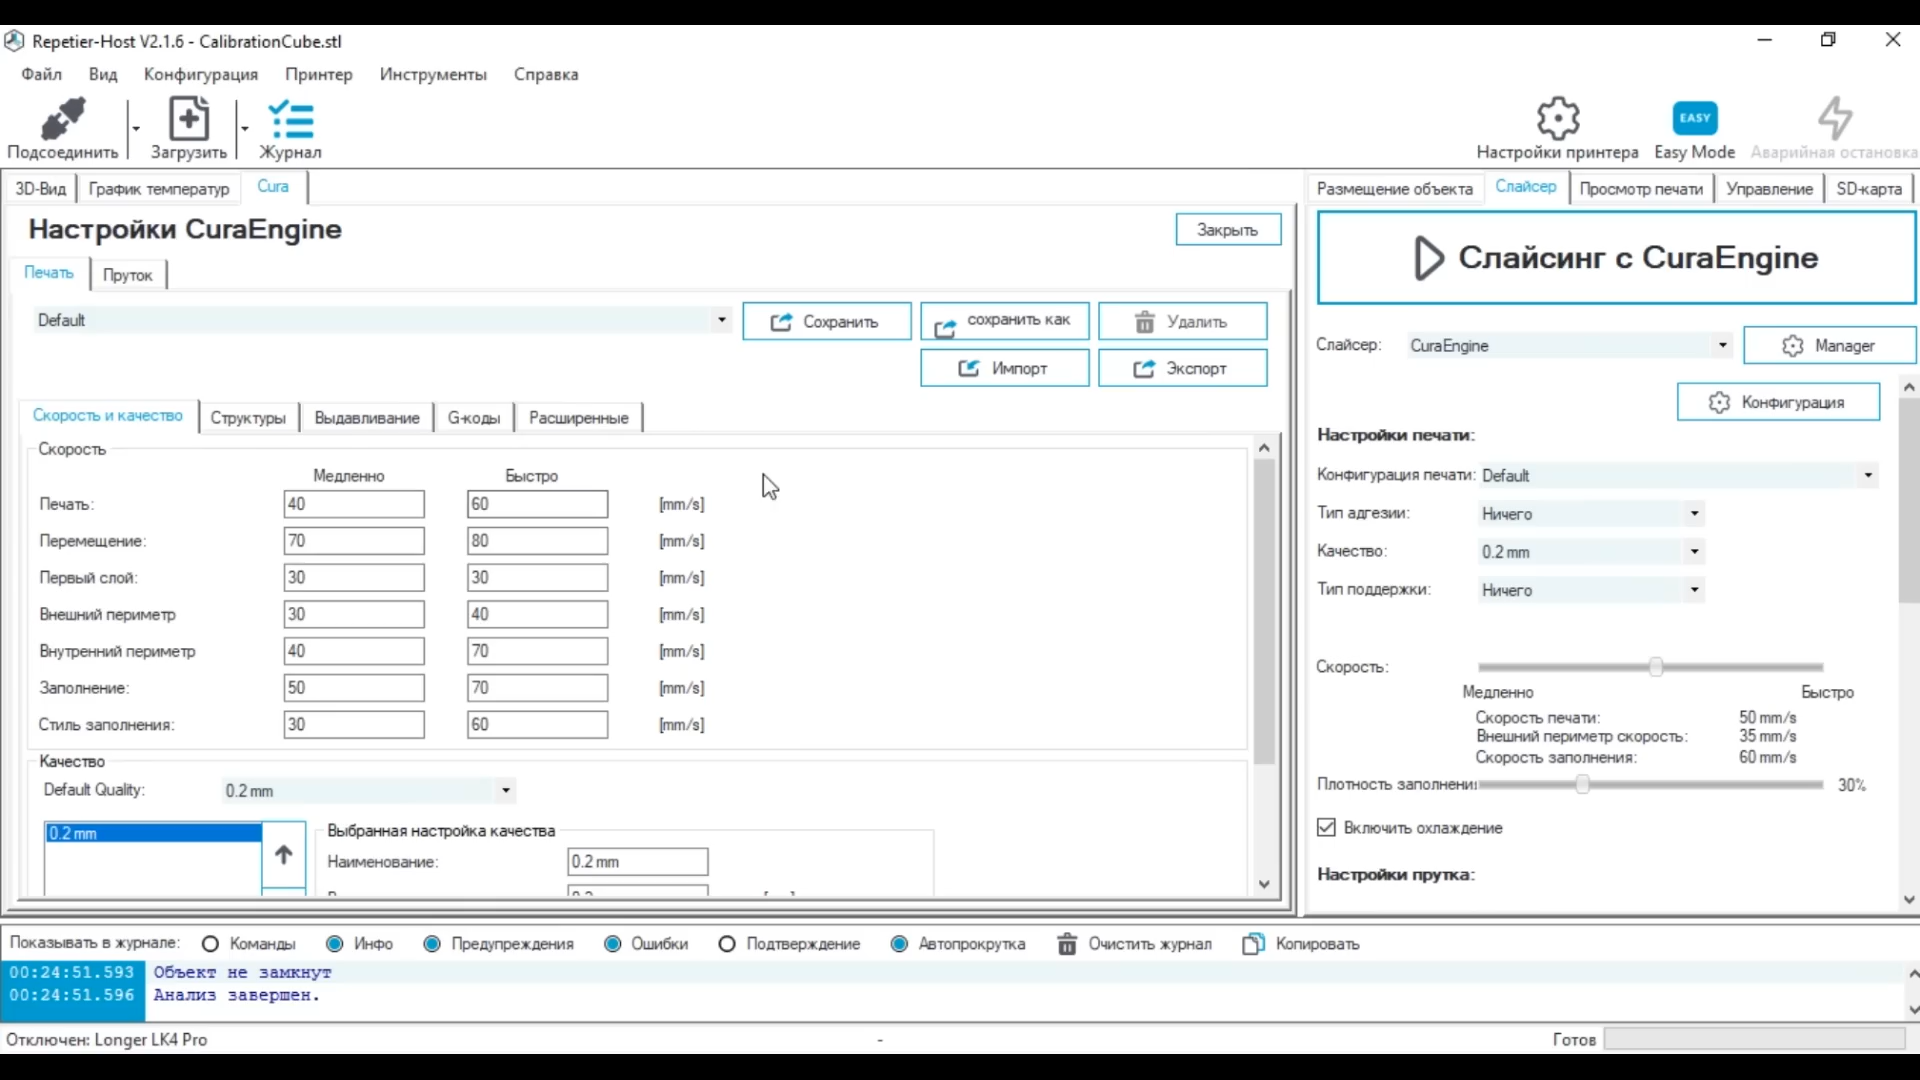 Repetier-Host V2.1.6 - CalibrationCube.stl
Файл Вид Конфигурация Принтер Инструменты Справка
Подсоединить Загрузить Журнал Настройки принтера EASY Easy Mode Аварийная остановка
3D-Вид График температур Cura
Настройки CuraEngine Закрыть
Печать Пруток
Default Сохранить сохранить как Удалить
Импорт Экспорт
Скорость и качество Структуры Выдавливание G-коды Расширенные
Скорость
Медленно Быстро
Печать: 40 60 [mm/s]
Перемещение: 70 80 [mm/s]
Первый слой: 30 30 [mm/s]
Внешний периметр 30 40 [mm/s]
Внутренний периметр 40 70 [mm/s]
Заполнение: 50 70 [mm/s]
Стиль заполнения: 30 60 [mm/s]
Качество
Default Quality: 0.2 mm
0.2 mm
Выбранная настройка качества
Наименование: 0.2 mm
Размещение объекта Слайсер Просмотр печати Управление SD-карта
Слайсинг с CuraEngine
Слайсер: CuraEngine Manager
Конфигурация
Настройки печати:
Конфигурация печати: Default
Тип адгезии: Ничего
Качество: 0.2 mm
Тип поддержки: Ничего
Скорость:
Медленно Быстро
Скорость печати: 50 mm/s
Внешний периметр скорость: 35 mm/s
Скорость заполнения: 60 mm/s
Плотность заполнени 30%
Включить охлаждение
Настройки прутка:
Показывать в журнале: Команды Инфо Предупреждения Ошибки Подтверждение Автопрокрутка Очистить журнал Копировать
00:24:51.593 Объект не замкнут
00:24:51.596 Анализ завершен.
Отключен: Longer LK4 Pro - Готов